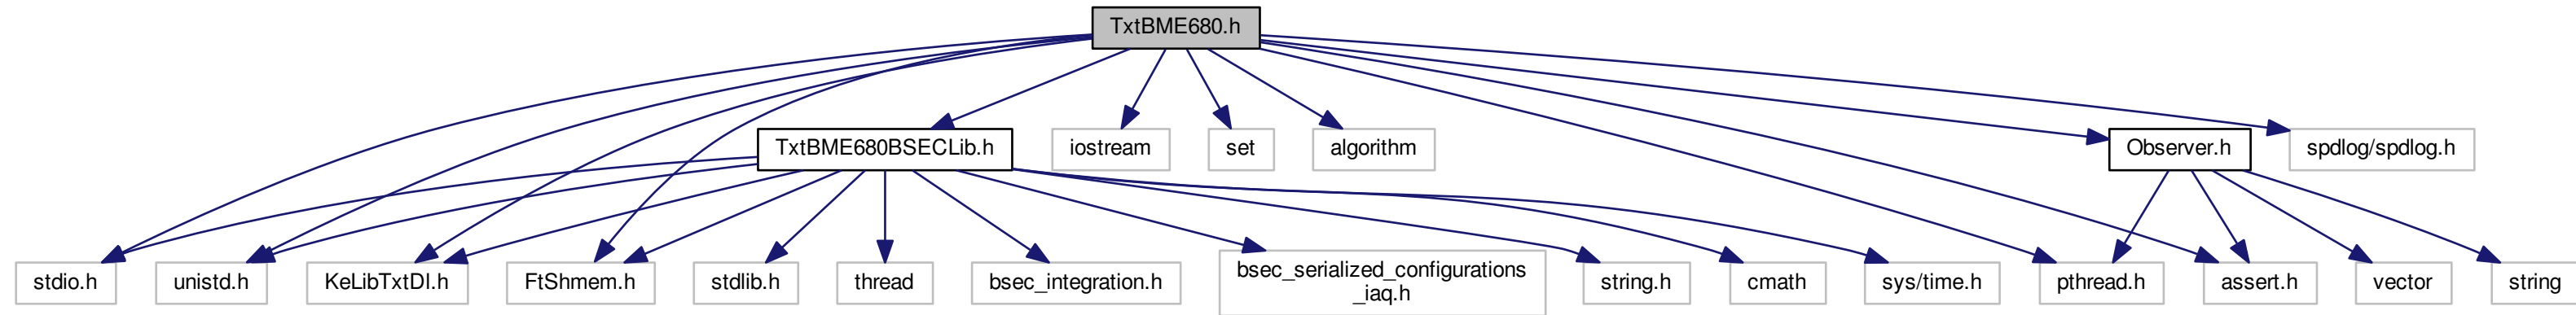 TxtBME680.h
TxtBME680BSECLib.h
iostream
set
algorithm
Observer.h
spdlog/spdlog.h
stdio.h
unistd.h
KeLibTxtDl.h
FtShmem.h
stdlib.h
thread
bsec_integration.h
bsec_serialized_configurations
_iaq.h
string.h
cmath
sys/time.h
pthread.h
assert.h
vector
string